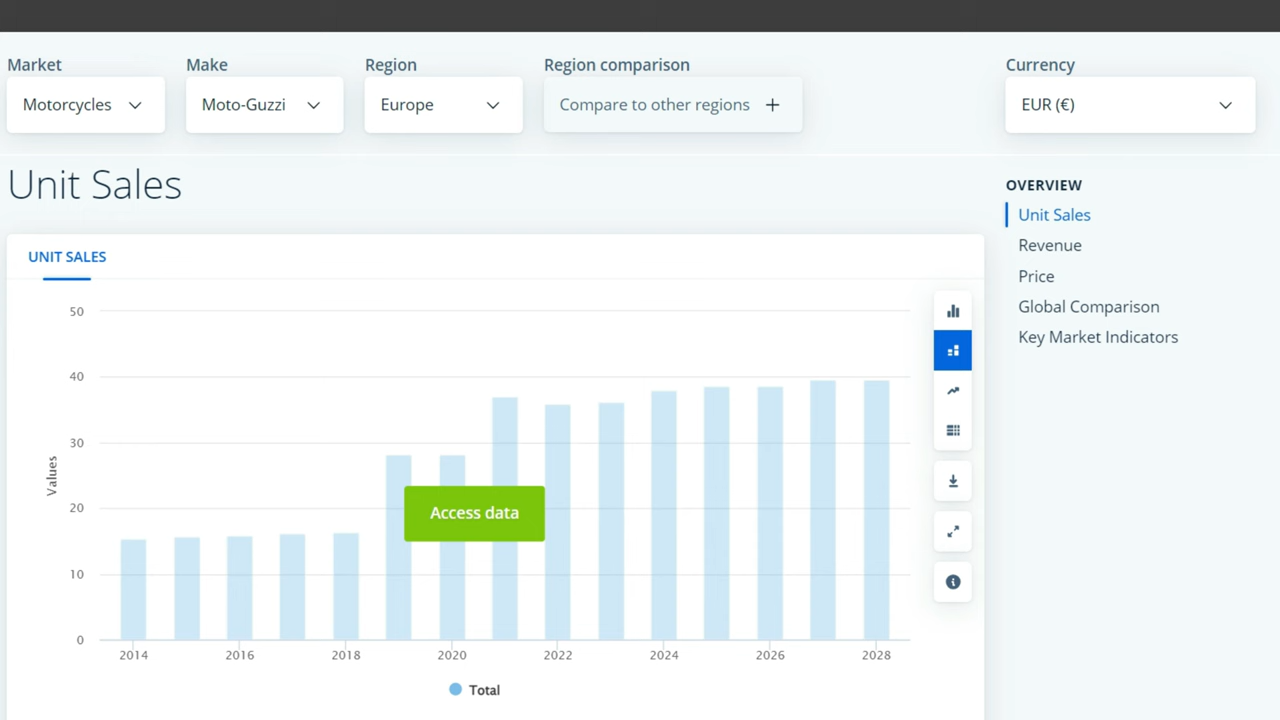 Market Make Region Region comparison Currency
Motorcycles Moto-Guzzi Europe Compare to other regions + EUR (€)
Unit Sales
OVERVIEW
Unit Sales
Revenue
Price
Global Comparison
Key Market Indicators
UNIT SALES
50
40
30
20
10
0
Values
Access data
2014 2016 2018 2020 2022 2024 2026 2028
Total